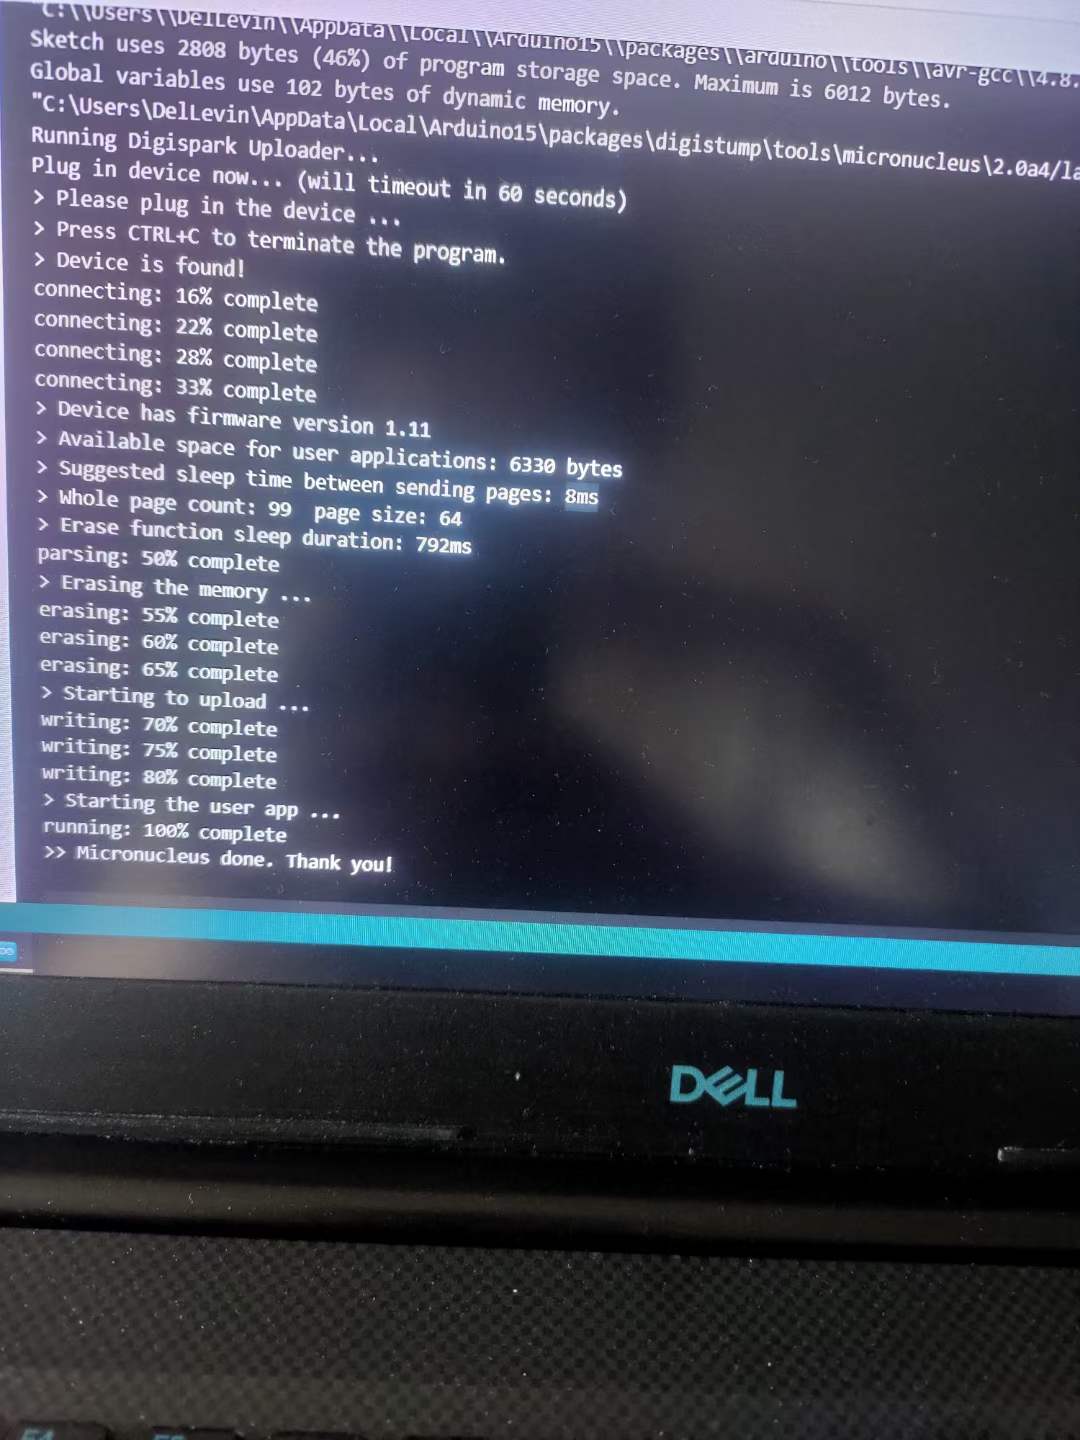 "C:\\Users\\DelLevin\\AppData\\Local\\Arduino15\\packages\\arduino\\tools\\avr-gcc\\4.8.
Sketch uses 2808 bytes (46%) of program storage space. Maximum is 6012 bytes.
Global variables use 102 bytes of dynamic memory.
"C:\Users\DelLevin\AppData\Local\Arduino15\packages\digistump\tools\micronucleus\2.0a4/la
Running Digispark Uploader...
Plug in device now... (will timeout in 60 seconds)
> Please plug in the device ...
> Press CTRL+C to terminate the program.
> Device is found!
connecting: 16% complete
connecting: 22% complete
connecting: 28% complete
connecting: 33% complete
> Device has firmware version 1.11
> Available space for user applications: 6330 bytes
> Suggested sleep time between sending pages: 8ms
> Whole page count: 99  page size: 64
> Erase function sleep duration: 792ms
parsing: 50% complete
> Erasing the memory ...
erasing: 55% complete
erasing: 60% complete
erasing: 65% complete
> Starting to upload ...
writing: 70% complete
writing: 75% complete
writing: 80% complete
> Starting the user app ...
running: 100% complete
>> Micronucleus done. Thank you!
DELL